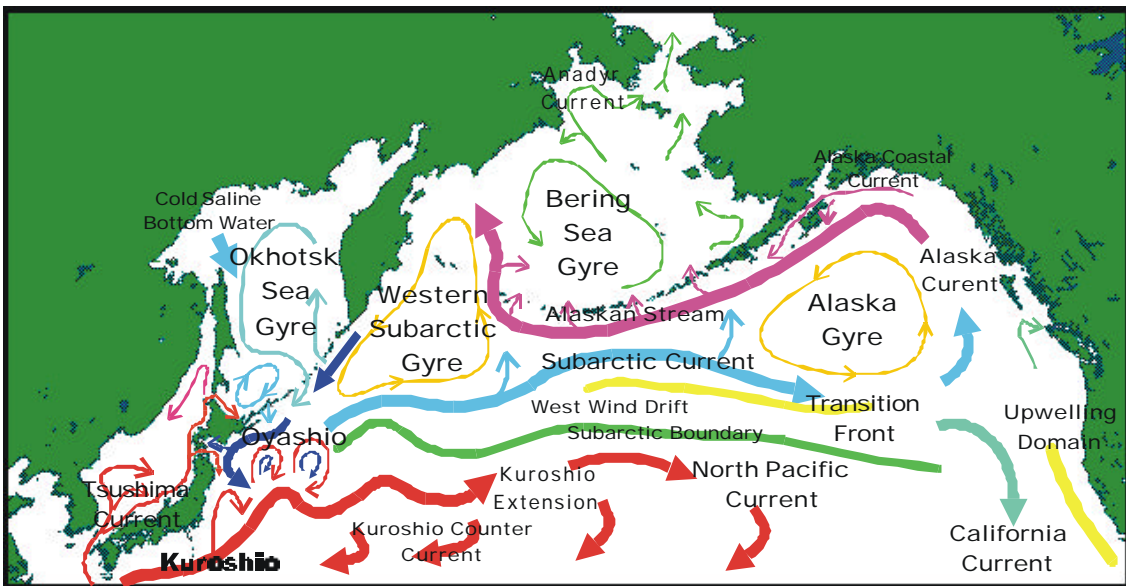 Anadyr
Current
Alaska Coastal
Current
Cold Saline
Bottom Water
Bering
Sea
Gyre
Okhotsk
Sea
Gyre
Alaska
Curent
Western
Subarctic
Gyre
Alaska
Gyre
Alaskan Stream
Subarctic Current
West Wind Drift
Transition
Front
Upwelling
Domain
Oyashio
Subarctic Boundary
Kuroshio
Extension
North Pacific
Current
Tsushima
Current
Kuroshio Counter
Current
California
Current
Kuroshio